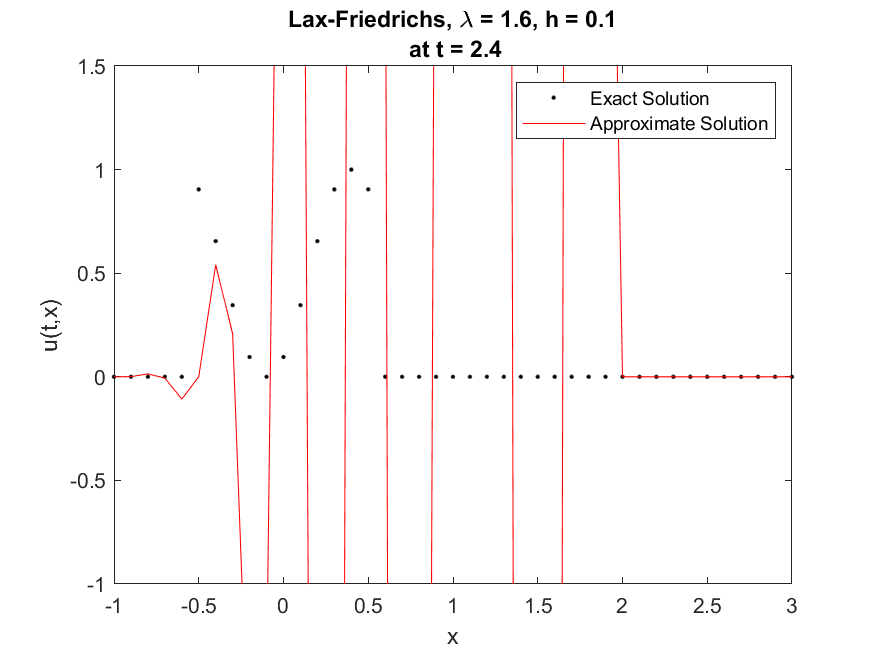 Lax-Friedrichs, λ = 1.6, h = 0.1
at t = 2.4
Exact Solution
Approximate Solution
u(t,x)
1.5
1
0.5
0
-0.5
-1
-1 -0.5 0 0.5 1 1.5 2 2.5 3
x